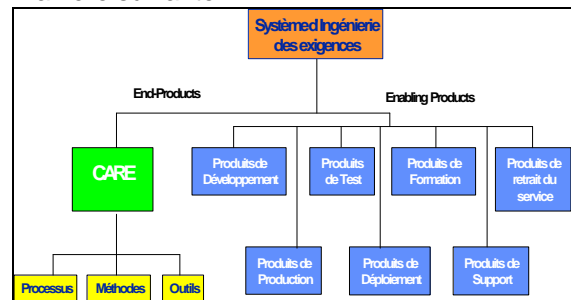 Systèmed Ingénierie
des exigences
End-Products
Enabling Products
CARE
Produits de
Développement
Produits
de Test
Produits de
Formation
Produits de
retrait du
service
Processus
Méthodes
Outils
Produits de
Production
Produits de
Déploiement
Produits de
Support